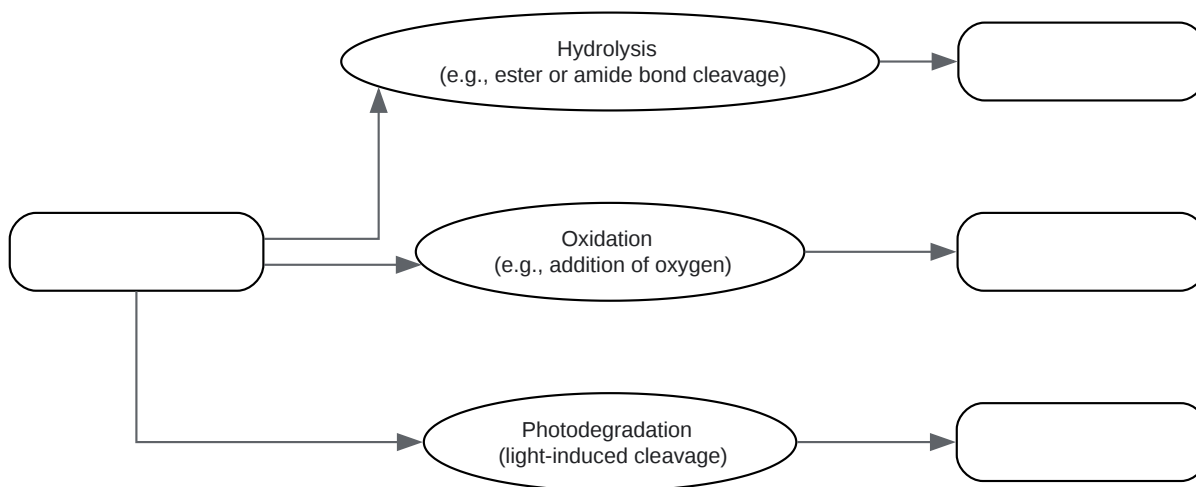 Hydrolysis
(e.g., ester or amide bond cleavage)
Oxidation
(e.g., addition of oxygen)
Photodegradation
(light-induced cleavage)